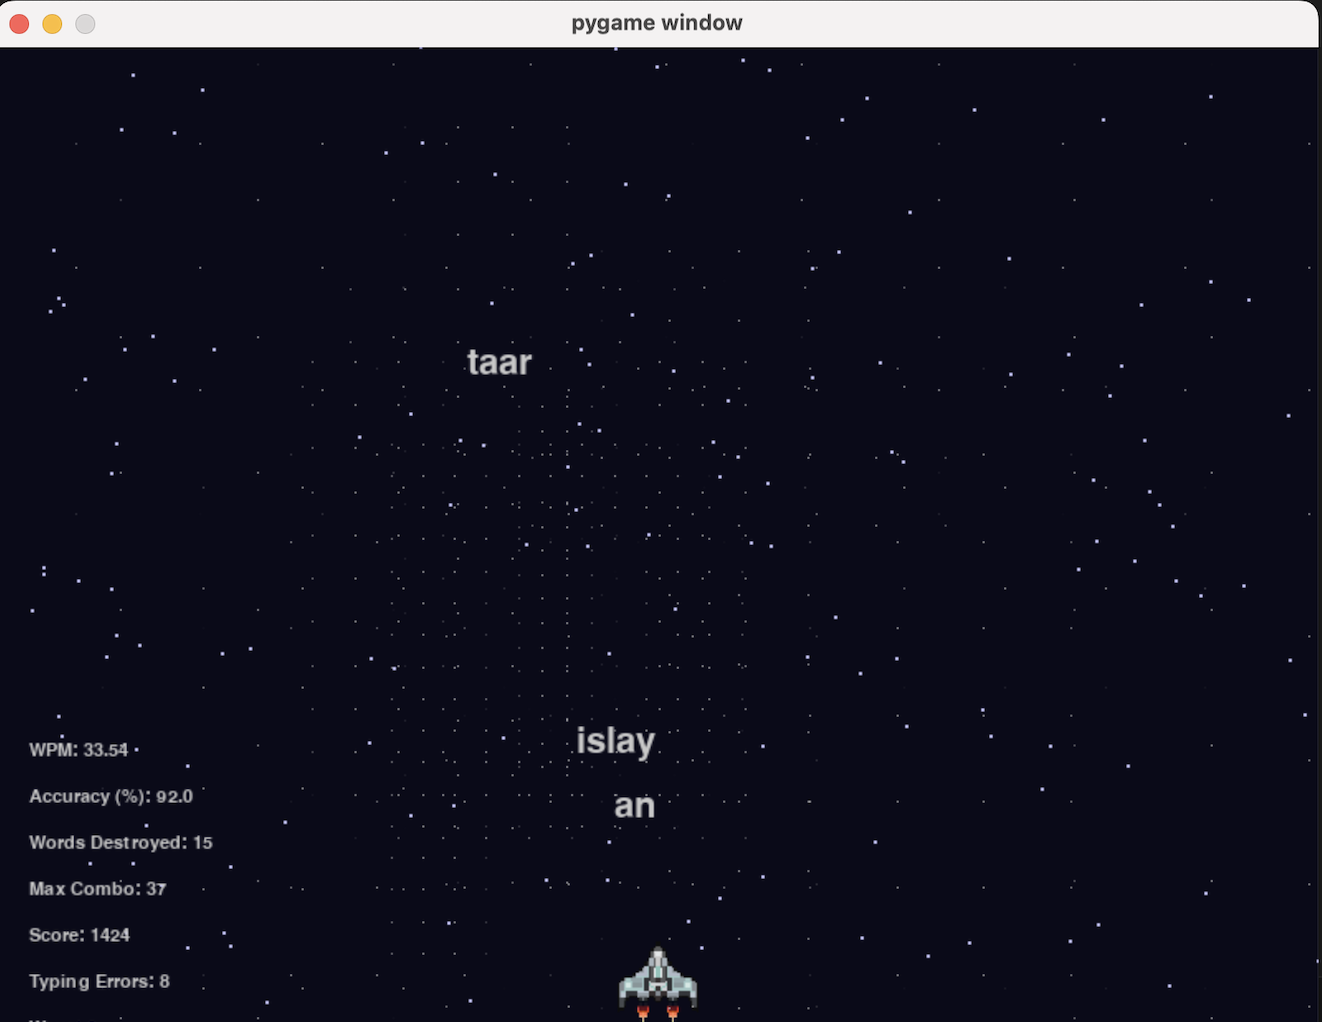 pygame window
taar
islay
an
WPM: 33.54
Accuracy (%): 92.0
Words Destroyed: 15
Max Combo: 37
Score: 1424
Typing Errors: 8